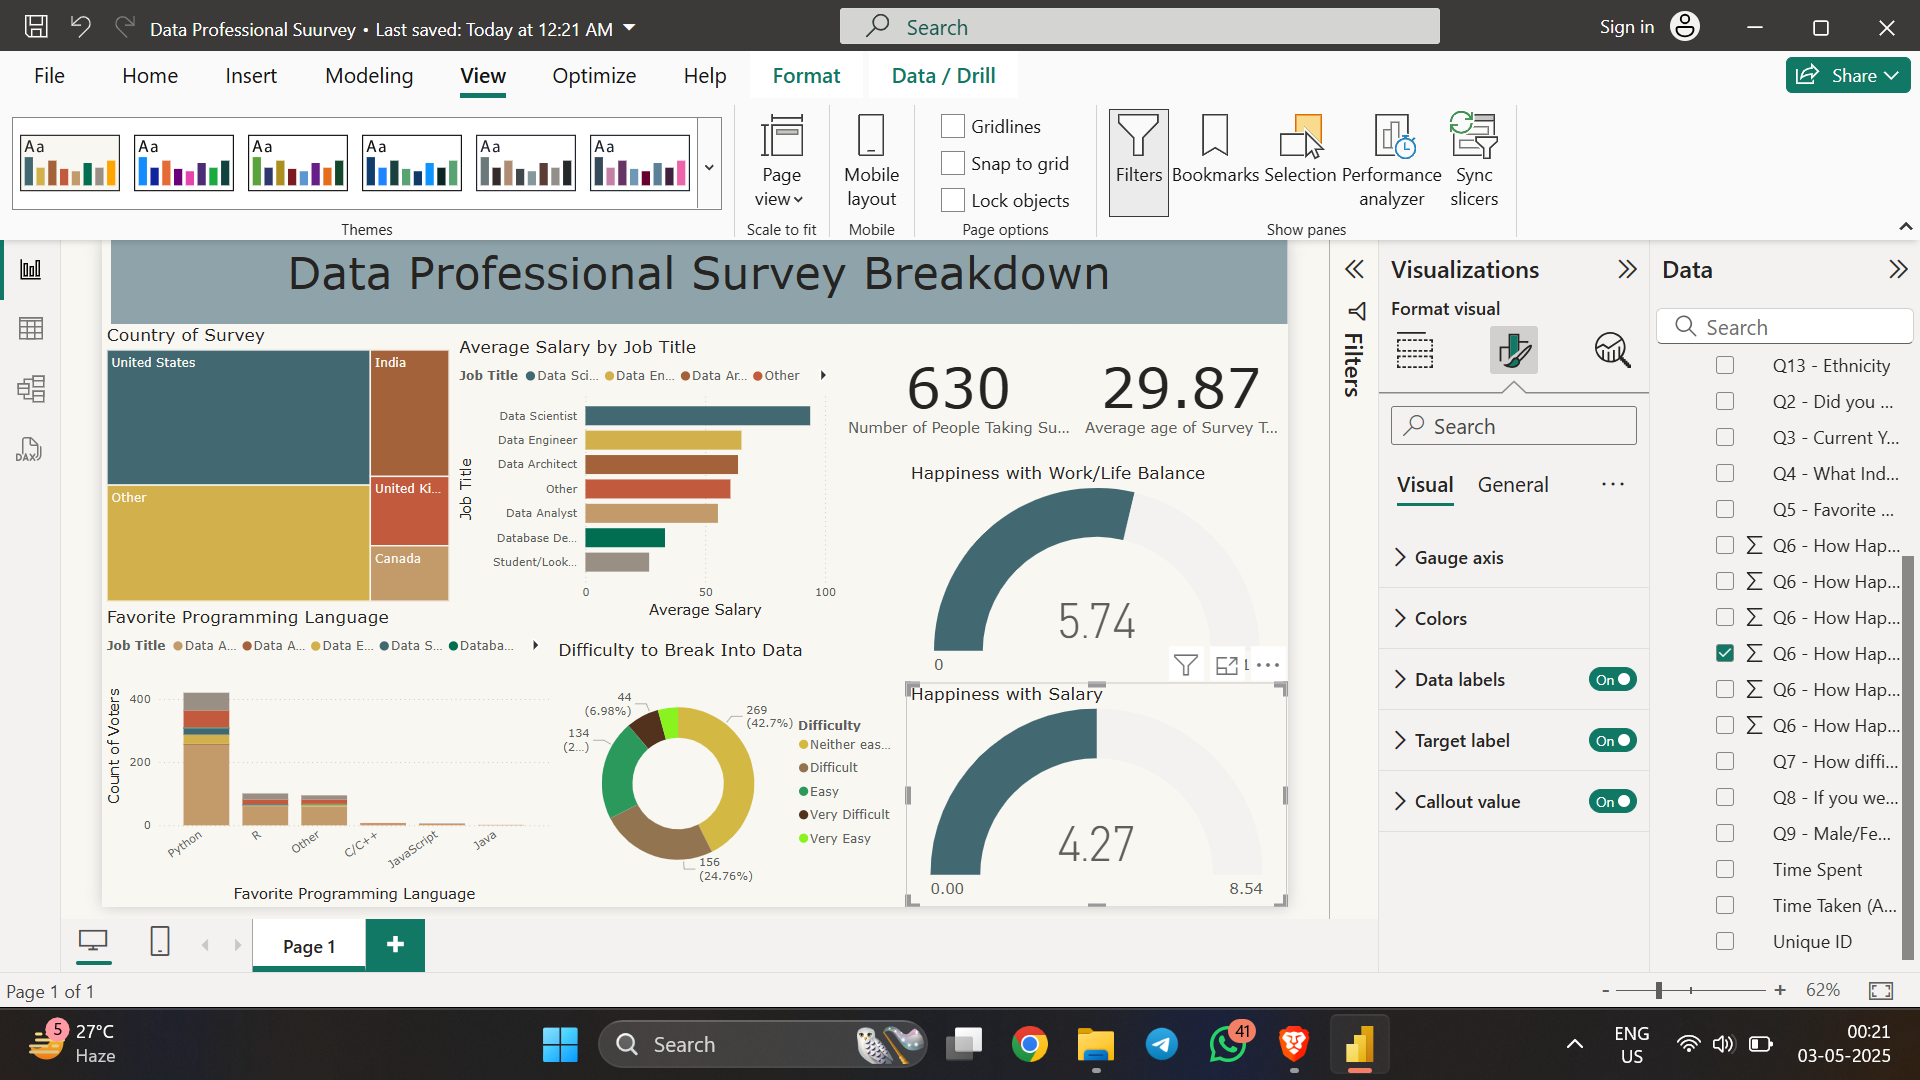 Data Professional Suurvey • Last saved: Today at 12:21 AM
Search
Sign in
File
Home
Insert
Modeling
View
Optimize
Help
Format
Data / Drill
Share
Aa
Aa
Aa
Aa
Aa
Aa
Page view
Mobile layout
Gridlines
Snap to grid
Lock objects
Filters
Bookmarks
Selection
Performance analyzer
Sync slicers
Themes
Scale to fit
Mobile
Page options
Show panes
Data Professional Survey Breakdown
Country of Survey
United States
India
Other
United Ki...
Canada
Average Salary by Job Title
Job Title
Data Sci...
Data En...
Data Ar...
Other
Job Title
Data Scientist
Data Engineer
Data Architect
Other
Data Analyst
Database De...
Student/Look...
0
50
100
Average Salary
630
Number of People Taking Su...
29.87
Average age of Survey T...
Happiness with Work/Life Balance
5.74
0
1
Favorite Programming Language
Job Title
Data A...
Data A...
Data E...
Data S...
Databa...
Count of Voters
400
200
0
Python
R
Other
C/C++
JavaScript
Java
Favorite Programming Language
Difficulty to Break Into Data
44
(6.98%)
134
(2...)
269
(42.7%)
156
(24.76%)
Difficulty
Neither eas...
Difficult
Easy
Very Difficult
Very Easy
Happiness with Salary
4.27
0.00
8.54
Filters
Visualizations
Format visual
Search
Visual
General
...
Gauge axis
Colors
Data labels
On
Target label
On
Callout value
On
Data
Search
Q13 - Ethnicity
Q2 - Did you ...
Q3 - Current Y...
Q4 - What Ind...
Q5 - Favorite ...
Q6 - How Hap...
Q6 - How Hap...
Q6 - How Hap...
Q6 - How Hap...
Q6 - How Hap...
Q6 - How Hap...
Q7 - How diffi...
Q8 - If you we...
Q9 - Male/Fe...
Time Spent
Time Taken (A...
Unique ID
DAX
Page 1
Page 1 of 1
62%
5
27°C
Haze
Search
41
ENG
US
00:21
03-05-2025